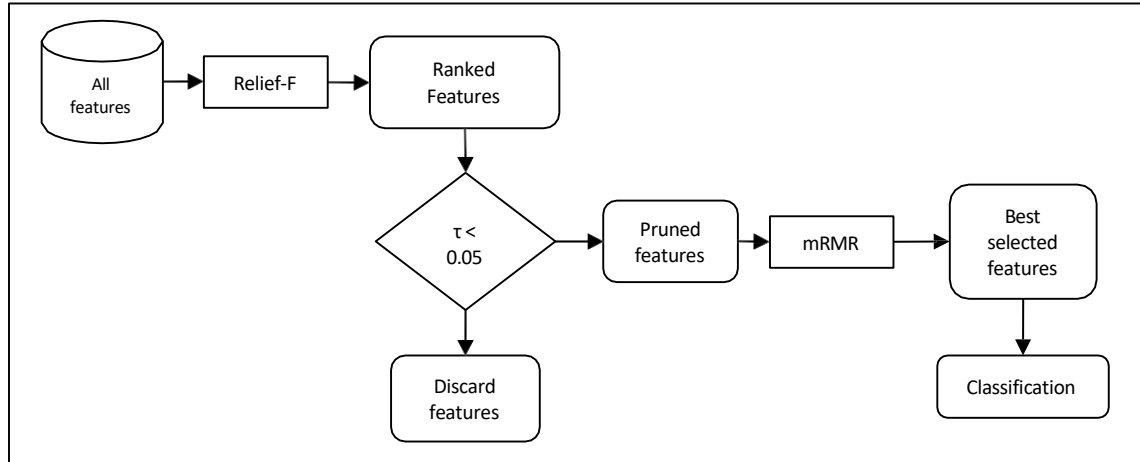 All
features
Relief-F
Ranked
Features
τ <
0.05
Pruned
features
mRMR
Best
selected
features
Discard
features
Classification